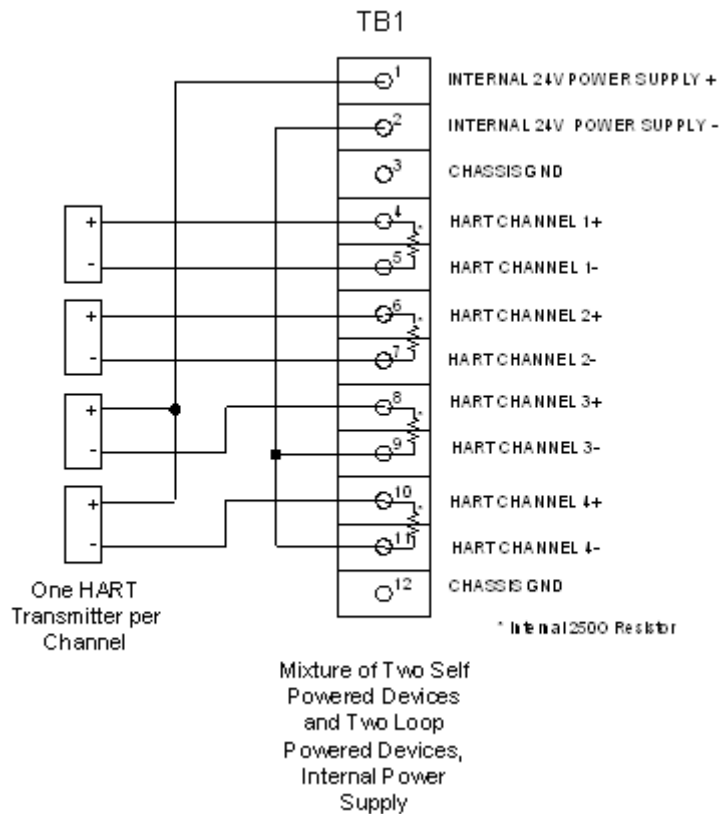 TB1
1 INTERNAL 24V POWER SUPPLY +
2 INTERNAL 24V POWER SUPPLY -
3 CHASSIS GND
+ 4 * HART CHANNEL 1+
- 5 HART CHANNEL 1-
+ 6 * HART CHANNEL 2+
- 7 HART CHANNEL 2-
+ 8 * HART CHANNEL 3+
- 9 HART CHANNEL 3-
+ 10 * HART CHANNEL 4+
- 11 HART CHANNEL 4-
12 CHASSIS GND
One HART
Transmitter per
Channel
* Internal 250O Resistor
Mixture of Two Self
Powered Devices
and Two Loop
Powered Devices,
Internal Power
Supply